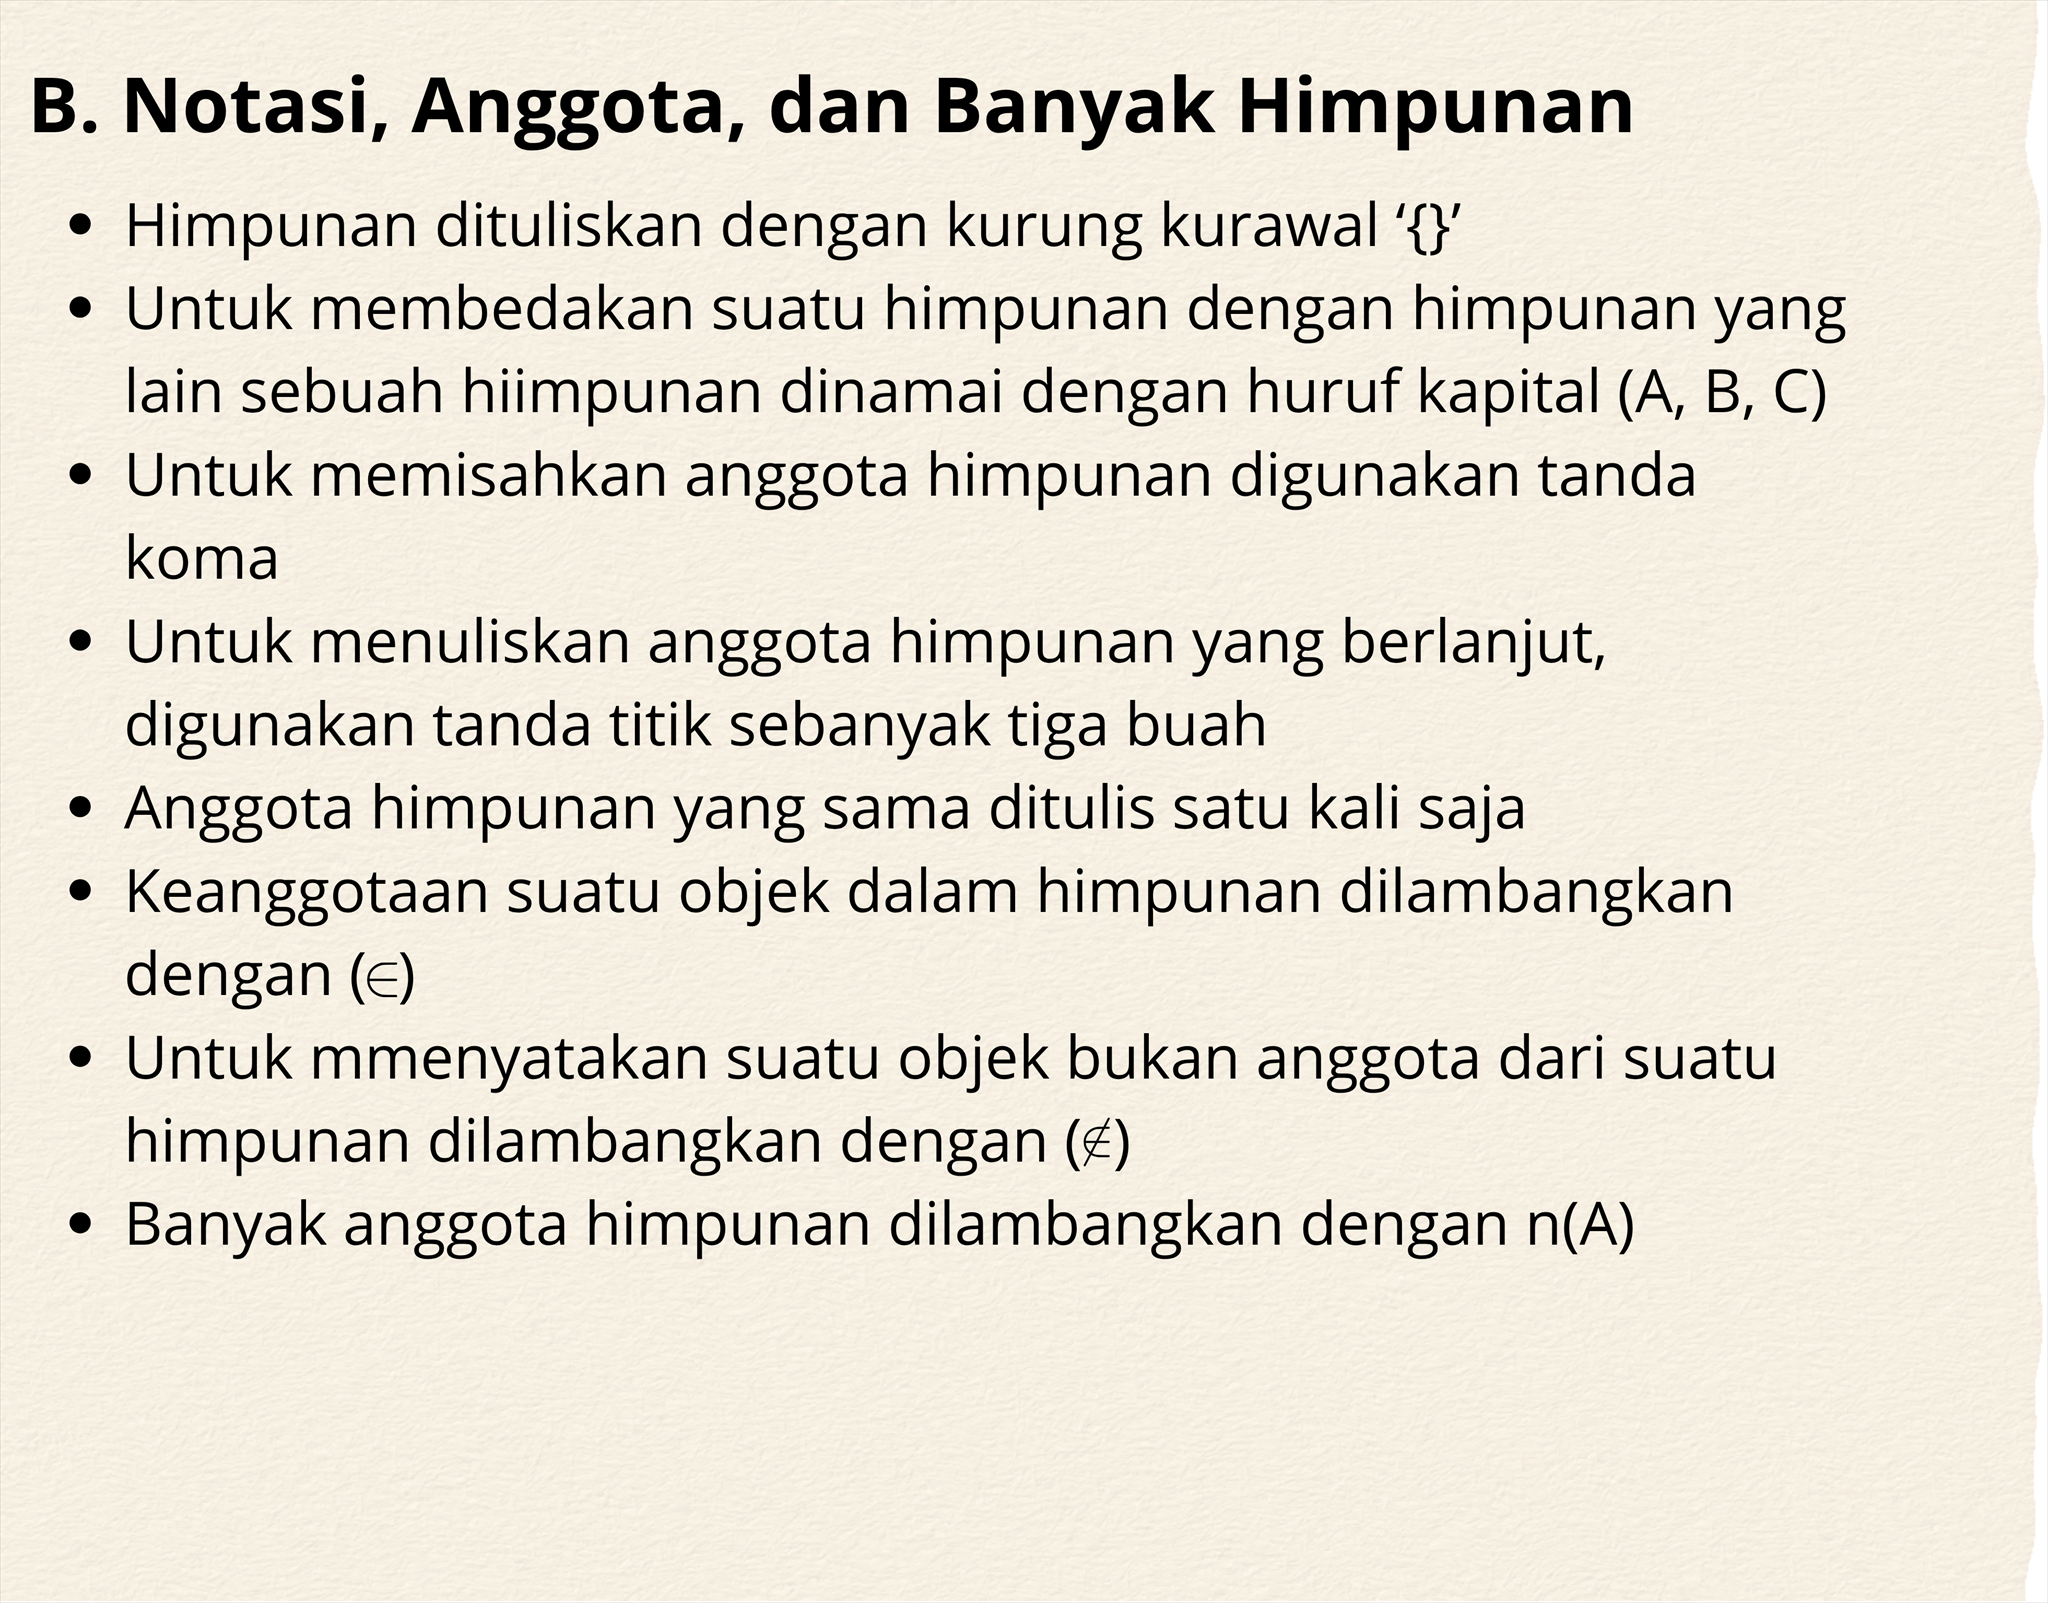 B. Notasi, Anggota, dan Banyak Himpunan
• Himpunan dituliskan dengan kurung kurawal ‘{}’
• Untuk membedakan suatu himpunan dengan himpunan yang
lain sebuah hiimpunan dinamai dengan huruf kapital (A, B, C)
• Untuk memisahkan anggota himpunan digunakan tanda
koma
• Untuk menuliskan anggota himpunan yang berlanjut,
digunakan tanda titik sebanyak tiga buah
• Anggota himpunan yang sama ditulis satu kali saja
• Keanggotaan suatu objek dalam himpunan dilambangkan
dengan (∈)
• Untuk mmenyatakan suatu objek bukan anggota dari suatu
himpunan dilambangkan dengan (∉)
• Banyak anggota himpunan dilambangkan dengan n(A)